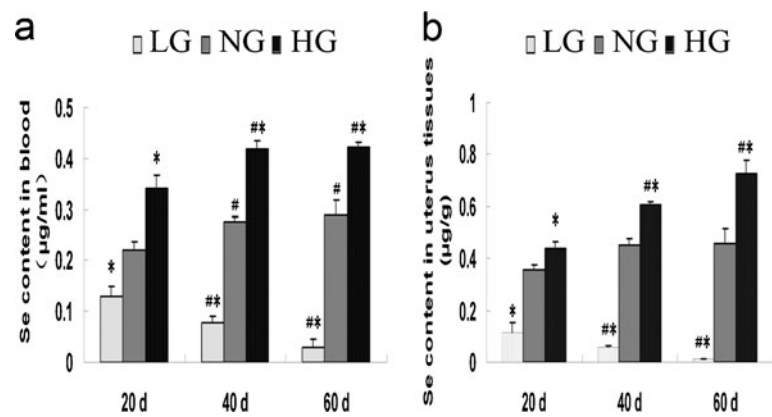 a
LG NG HG
Se content in blood
(μg/ml)
0.5
0.4
0.3
0.2
0.1
0
*
*
#*
#
#*
#*
#
#*
20 d 40 d 60 d
b
LG NG HG
Se content in uterus tissues
(μg/g)
1
0.8
0.6
0.4
0.2
0
*
*
#*
#*
#*
#*
20 d 40 d 60 d